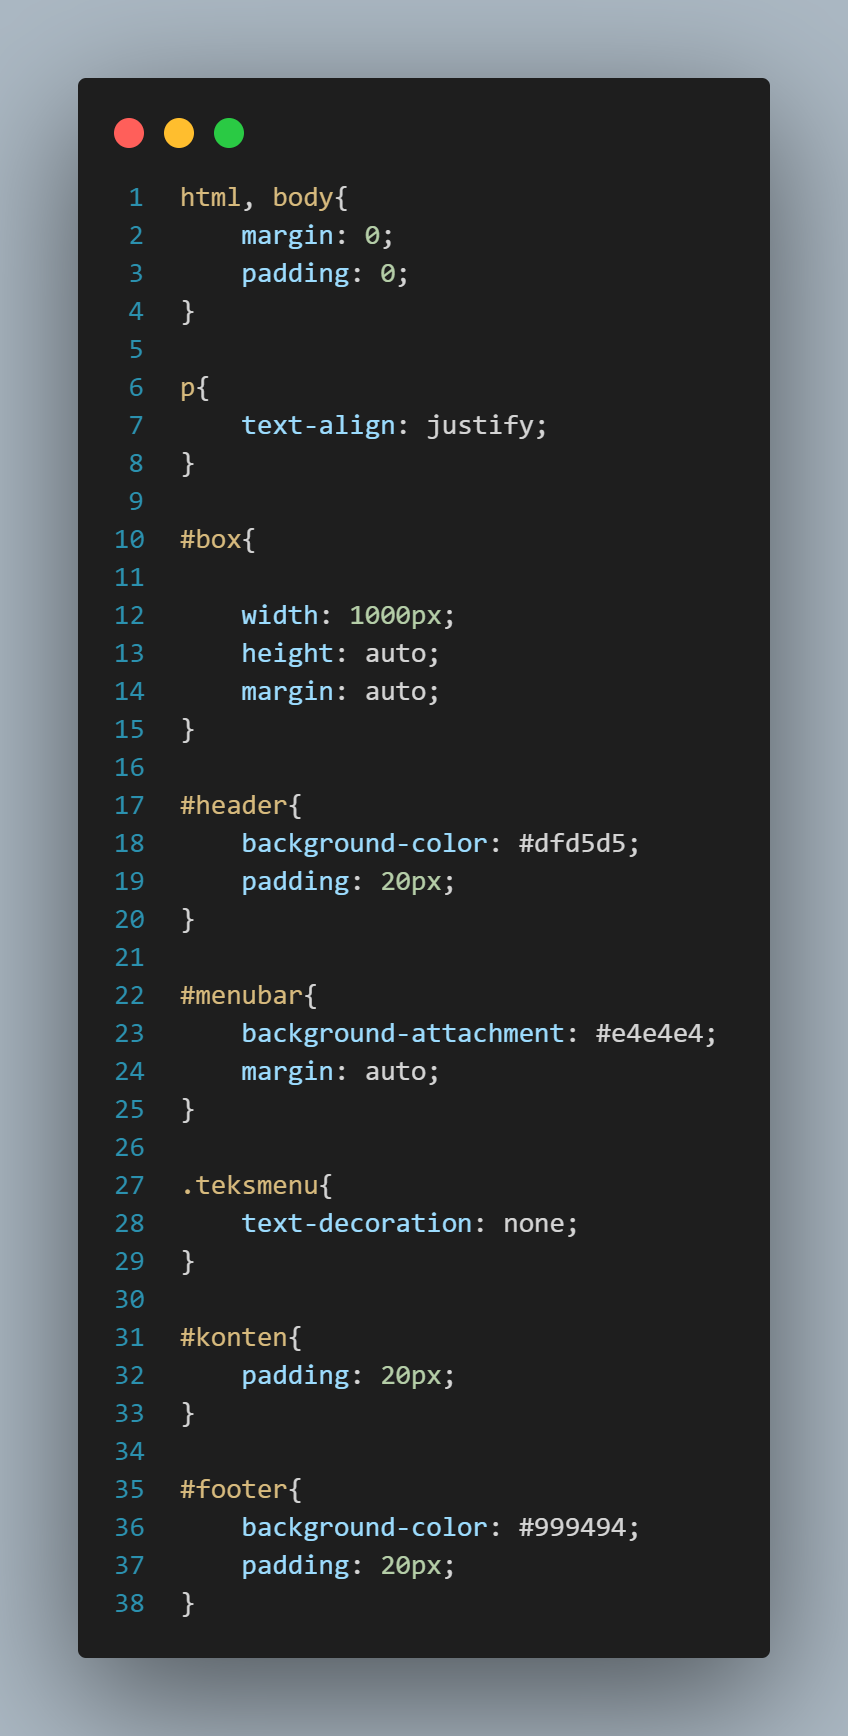 1 html, body{
2     margin: 0;
3     padding: 0;
4 }
5
6 p{
7     text-align: justify;
8 }
9
10 #box{
11
12     width: 1000px;
13     height: auto;
14     margin: auto;
15 }
16
17 #header{
18     background-color: #dfd5d5;
19     padding: 20px;
20 }
21
22 #menubar{
23     background-attachment: #e4e4e4;
24     margin: auto;
25 }
26
27 .teksmenu{
28     text-decoration: none;
29 }
30
31 #konten{
32     padding: 20px;
33 }
34
35 #footer{
36     background-color: #999494;
37     padding: 20px;
38 }